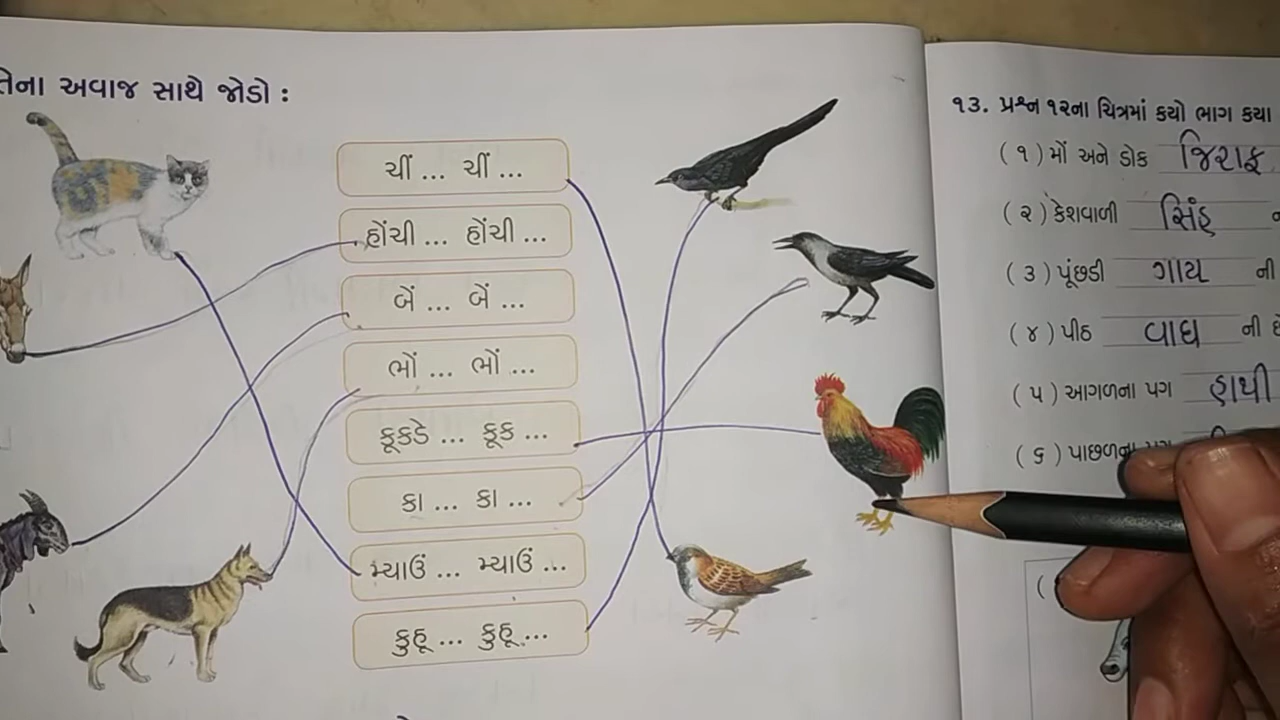 તિના અવાજ સાથે જોડો :
ચીં ... ચીં ...
હોંચી ... હોંચી ...
બેં ... બેં ...
ભોં ... ભોં ...
કૂકડે ... કૂક ...
કા ... કા ...
મ્યાઉં ... મ્યાઉં ...
કુહૂ ... કુહૂ ...
૧૩. પ્રશ્ન ૧૨ના ચિત્રમાં કયો ભાગ કયા
(૧) મોં અને ડોક જિરાફ
(૨) કેશવાળી સિંહ
(૩) પૂંછડી ગાય ની
(૪) પીઠ વાઘ ની
(૫) આગળના પગ હાથી
(૬) પાછળના પગ